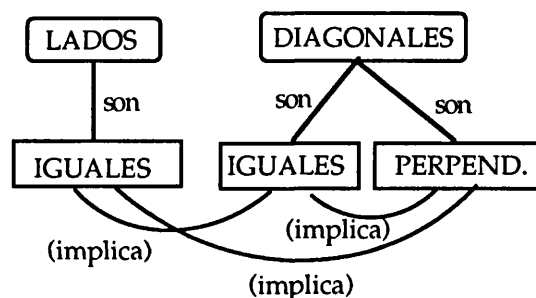 LADOS
DIAGONALES
son
son
son
IGUALES
IGUALES
PERPEND.
(implica)
(implica)
(implica)